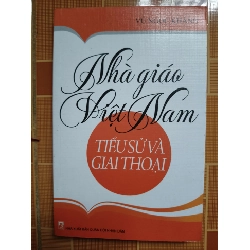 Nhà giáo
Việt Nam
TIỂU SỬ VÀ
GIAI THOẠI